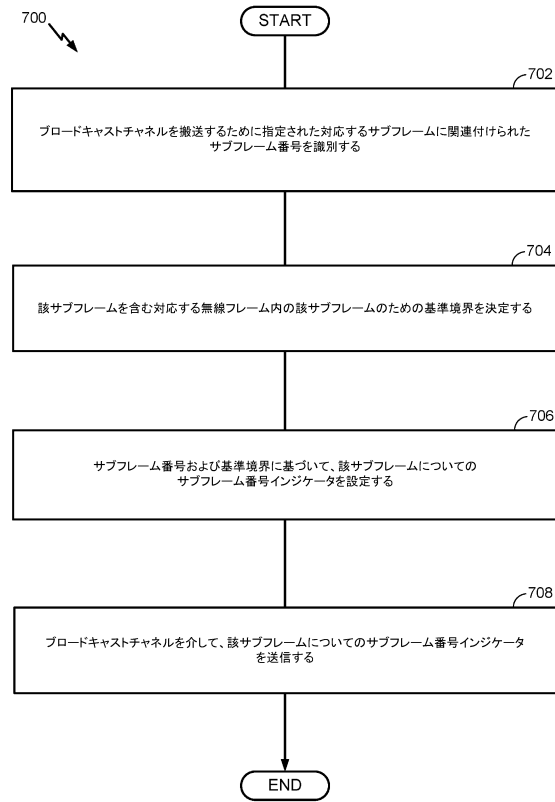 700
START
702
ブロードキャストチャネルを搬送するために指定された対応するサブフレームに関連付けられた
サブフレーム番号を識別する
704
該サブフレームを含む対応する無線フレーム内の該サブフレームのための基準境界を決定する
706
サブフレーム番号および基準境界に基づいて、該サブフレームについての
サブフレーム番号インジケータを設定する
708
ブロードキャストチャネルを介して、該サブフレームについてのサブフレーム番号インジケータ
を送信する
END